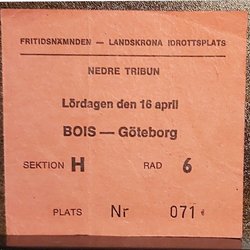 FRITIDSNÄMNDEN — LANDSKRONA IDROTTSPLATS
NEDRE TRIBUN
Lördagen den 16 april
BOIS — Göteborg
SEKTION H RAD 6
PLATS Nr 071